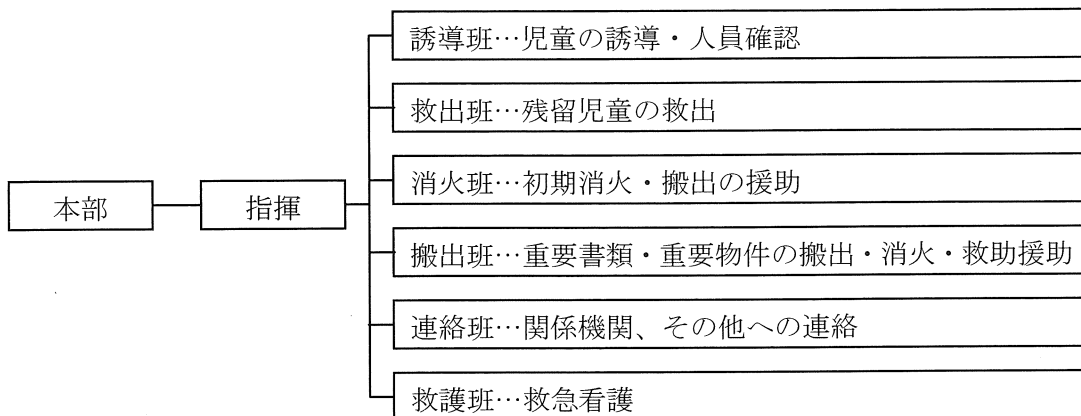 誘導班…児童の誘導・人員確認
救出班…残留児童の救出
消火班…初期消火・搬出の援助
本部
指揮
搬出班…重要書類・重要物件の搬出・消火・救助援助
連絡班…関係機関、その他への連絡
救護班…救急看護